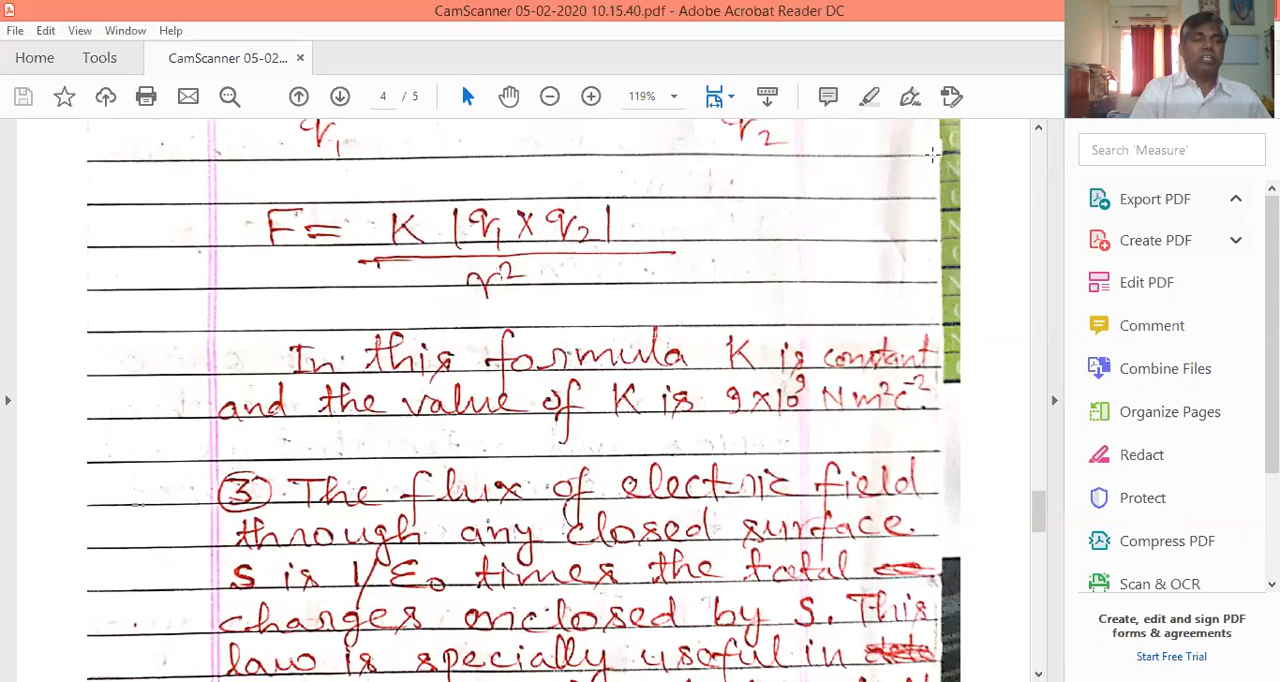 CamScanner 05-02-2020 10.15.40.pdf - Adobe Acrobat Reader DC
File Edit View Window Help
Home Tools CamScanner 05-02... ×
4 / 5 119%
q1 q2
F = K |q1 × q2|
r²
In this formula K is constant
and the value of K is 9×10⁹ Nm²c⁻².
③ The flux of electric field
through any closed surface.
S is 1/ε₀ times the total
charges enclosed by S. This
law is specially useful in
Search 'Measure'
Export PDF
Create PDF
Edit PDF
Comment
Combine Files
Organize Pages
Redact
Protect
Compress PDF
Scan & OCR
Create, edit and sign PDF
forms & agreements
Start Free Trial